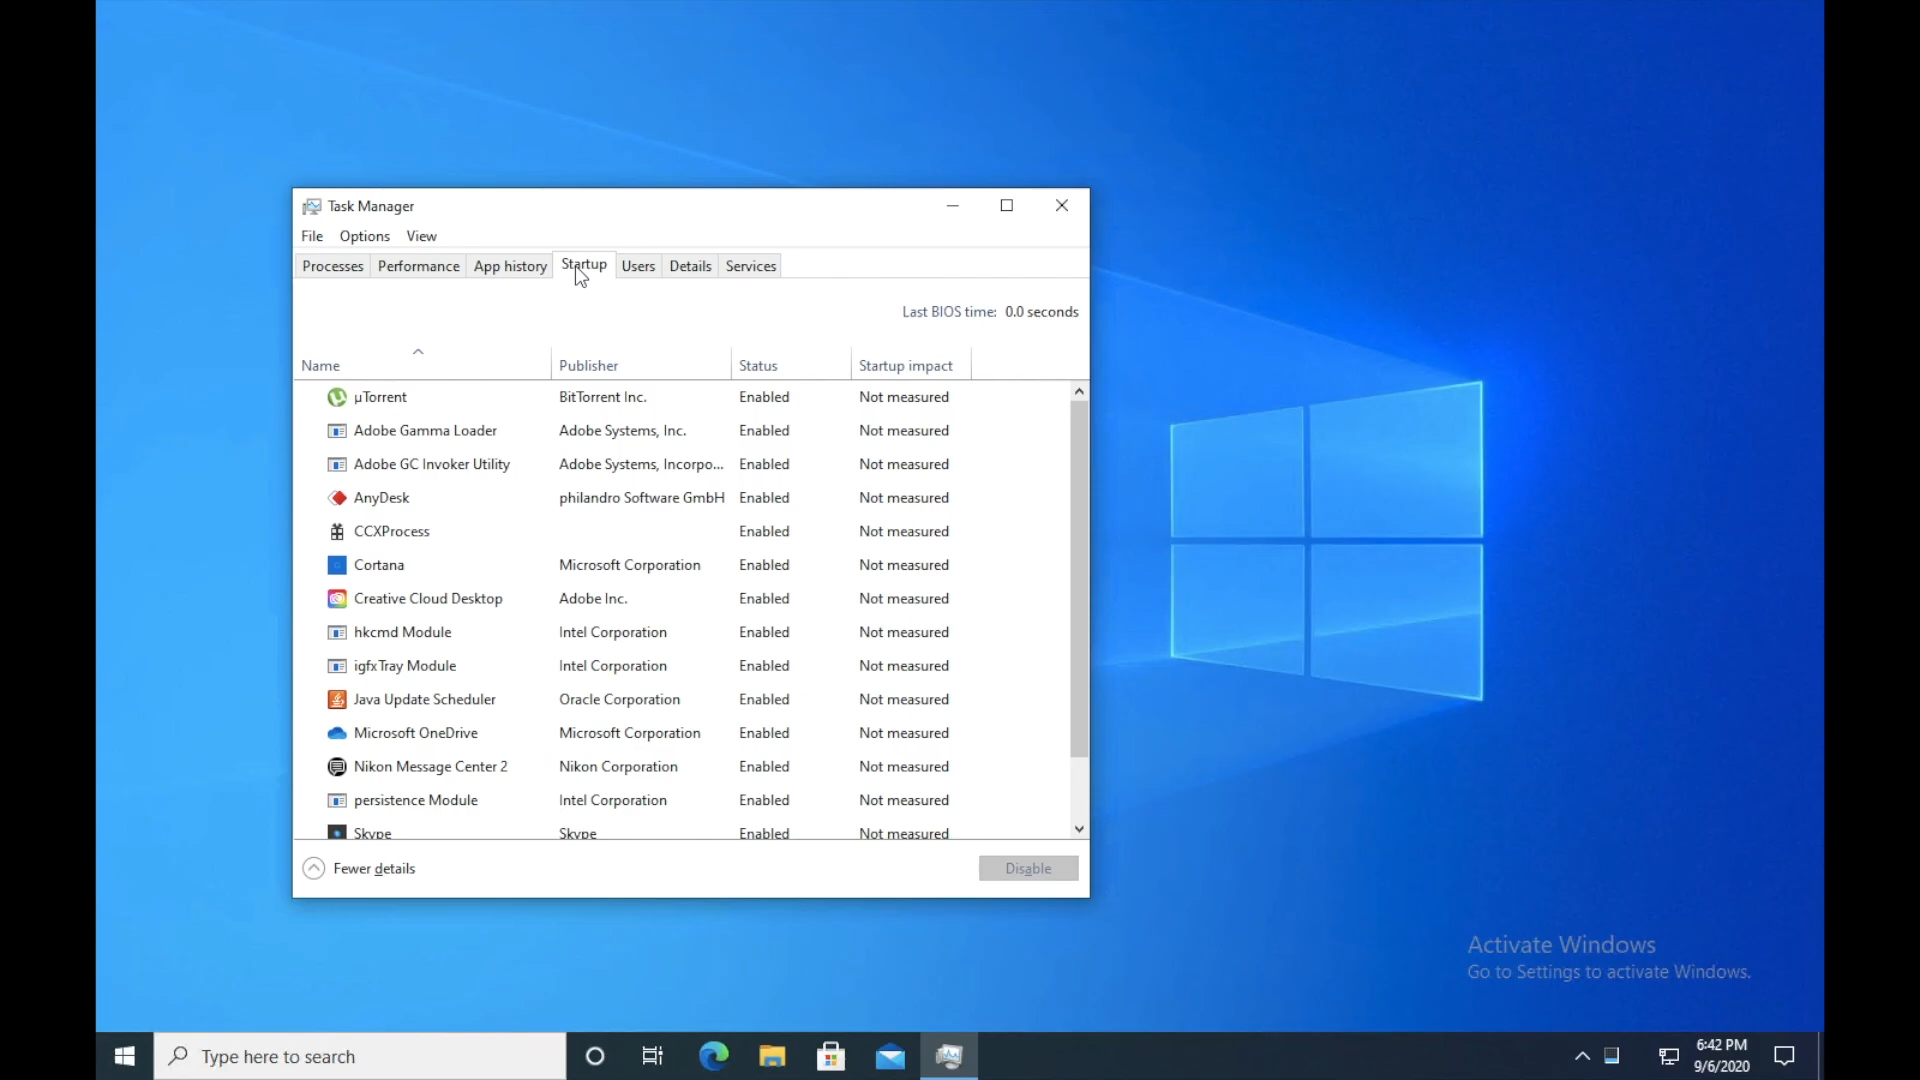 Task Manager
File Options View
Processes Performance App history Startup Users Details Services
Last BIOS time: 0.0 seconds
Name Publisher Status Startup impact
µTorrent BitTorrent Inc. Enabled Not measured
Adobe Gamma Loader Adobe Systems, Inc. Enabled Not measured
Adobe GC Invoker Utility Adobe Systems, Incorpo... Enabled Not measured
AnyDesk philandro Software GmbH Enabled Not measured
CCXProcess Enabled Not measured
Cortana Microsoft Corporation Enabled Not measured
Creative Cloud Desktop Adobe Inc. Enabled Not measured
hkcmd Module Intel Corporation Enabled Not measured
igfxTray Module Intel Corporation Enabled Not measured
Java Update Scheduler Oracle Corporation Enabled Not measured
Microsoft OneDrive Microsoft Corporation Enabled Not measured
Nikon Message Center 2 Nikon Corporation Enabled Not measured
persistence Module Intel Corporation Enabled Not measured
Skype Skype Enabled Not measured
Fewer details Disable
Activate Windows
Go to Settings to activate Windows.
Type here to search
6:42 PM
9/6/2020